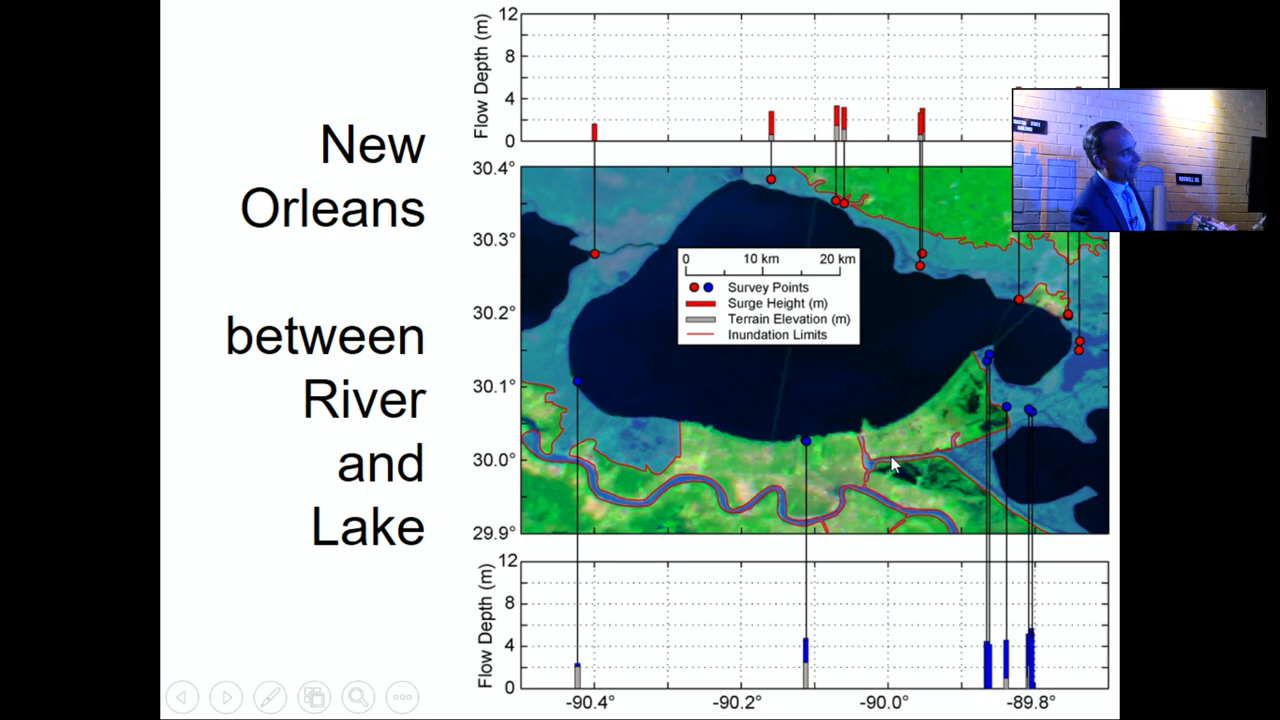 New
Orleans
between
River
and
Lake
Flow Depth (m)
12
8
4
0
30.4°
30.3°
30.2°
30.1°
30.0°
29.9°
0 10 km 20 km
Survey Points
Surge Height (m)
Terrain Elevation (m)
Inundation Limits
Flow Depth (m)
12
8
4
0
-90.4° -90.2° -90.0° -89.8°
ROSWELL RD.